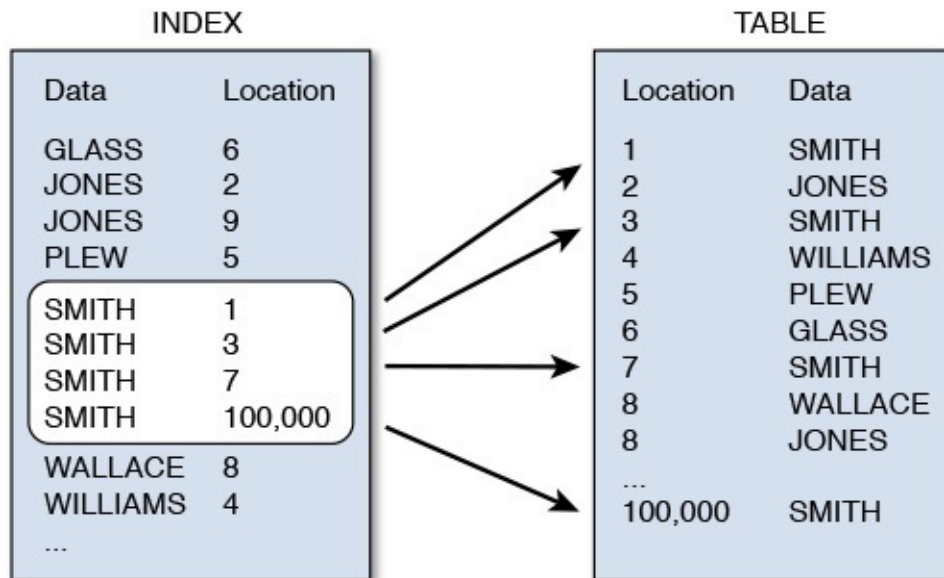 INDEX
Data Location
GLASS 6
JONES 2
JONES 9
PLEW 5
SMITH 1
SMITH 3
SMITH 7
SMITH 100,000
WALLACE 8
WILLIAMS 4
...
TABLE
Location Data
1 SMITH
2 JONES
3 SMITH
4 WILLIAMS
5 PLEW
6 GLASS
7 SMITH
8 WALLACE
8 JONES
...
100,000 SMITH